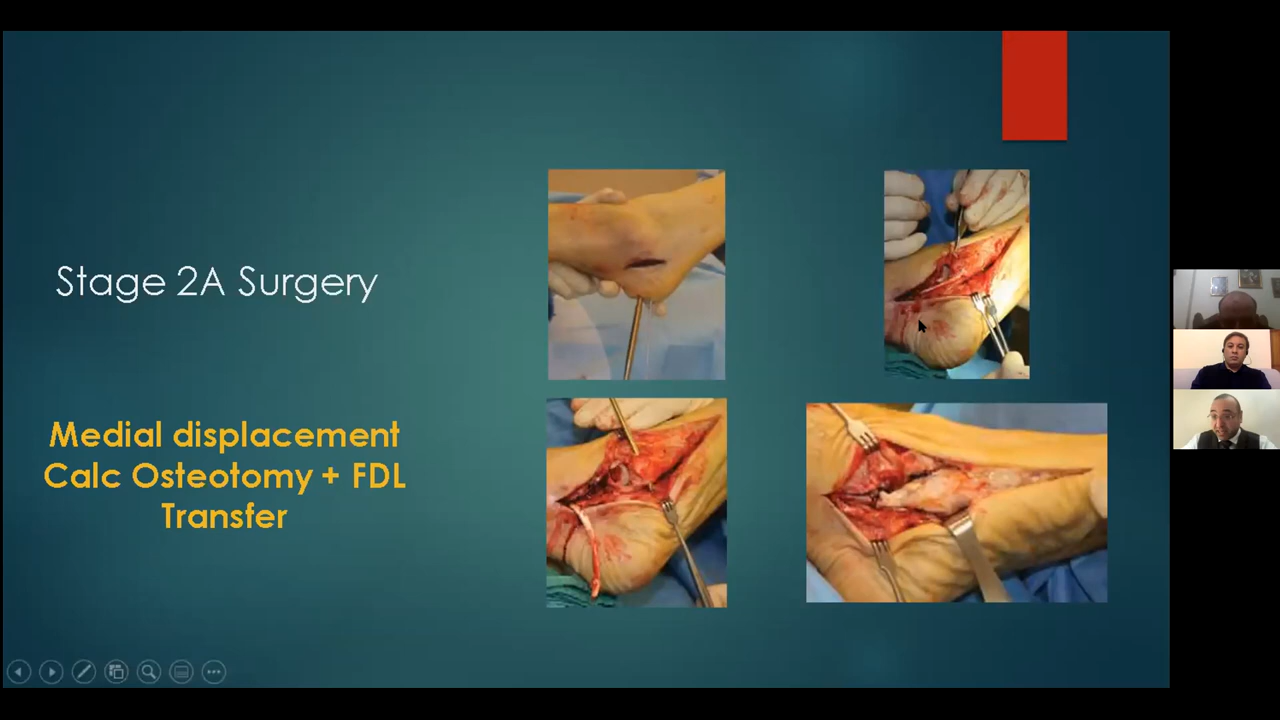 Stage 2A Surgery
Medial displacement
Calc Osteotomy + FDL
Transfer